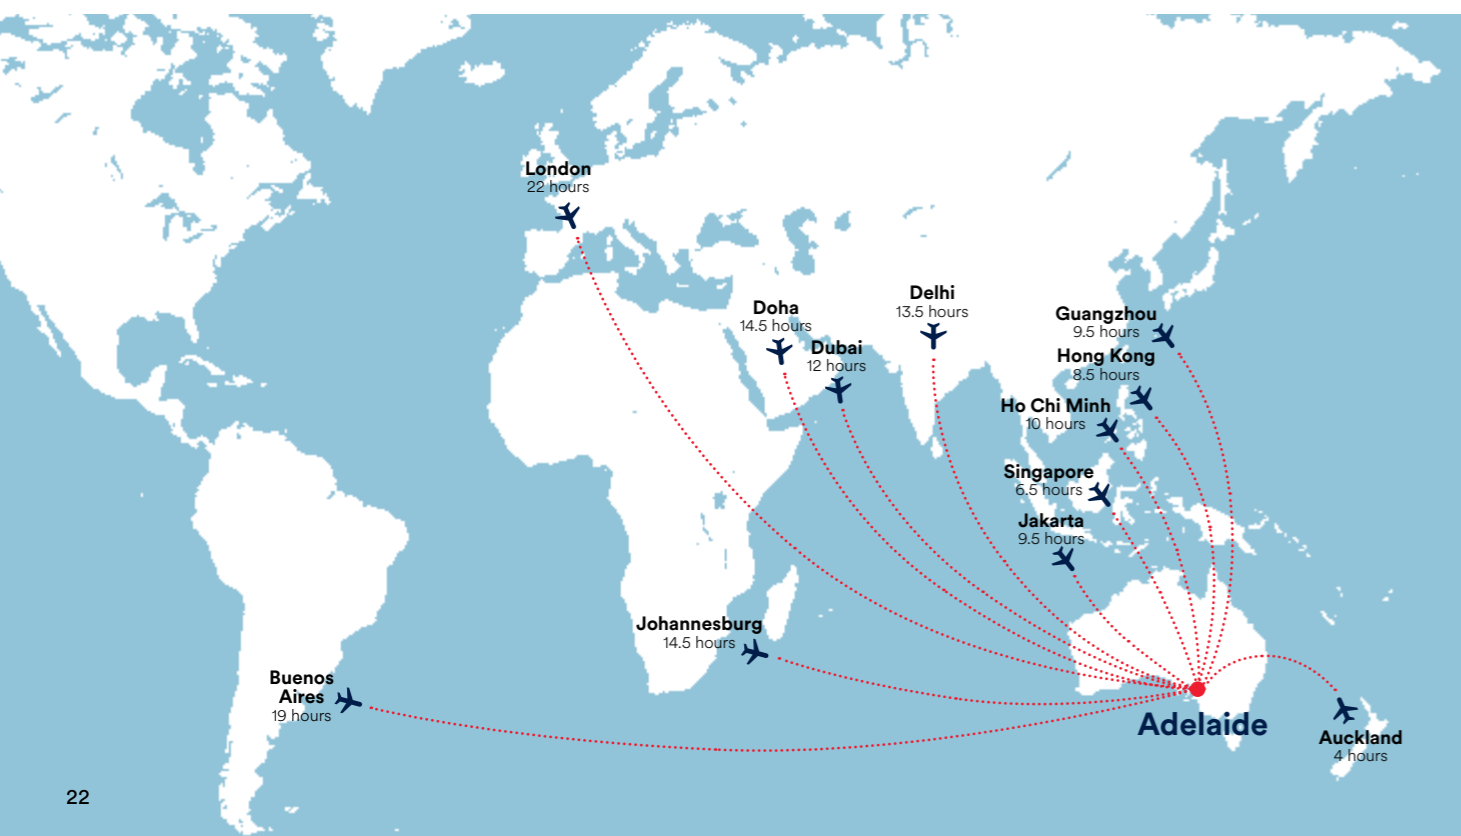 London
22 hours
Doha
14.5 hours
Dubai
12 hours
Delhi
13.5 hours
Guangzhou
9.5 hours
Hong Kong
8.5 hours
Ho Chi Minh
10 hours
Singapore
6.5 hours
Jakarta
9.5 hours
Johannesburg
14.5 hours
Buenos
Aires
19 hours
Adelaide
Auckland
4 hours
22